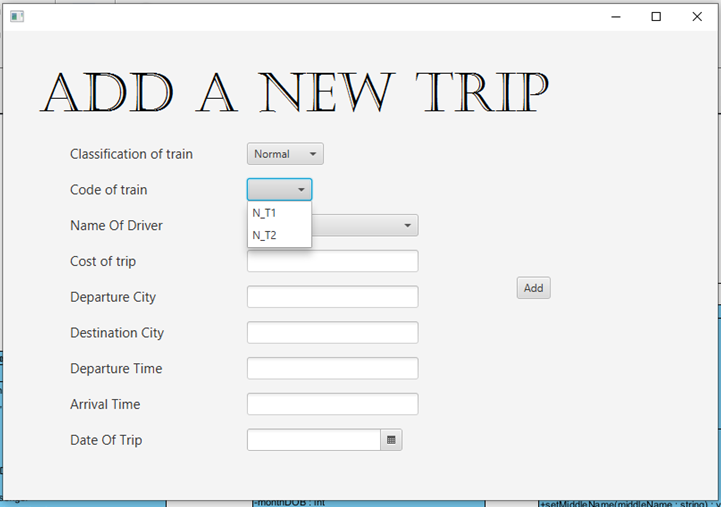 ADD A NEW TRIP
Classification of train Normal
Code of train
N_T1
Name Of Driver
N_T2
Cost of trip
Departure City
Add
Destination City
Departure Time
Arrival Time
Date Of Trip
-monthDOB : int
+setMiddleName(middleName : string) : v